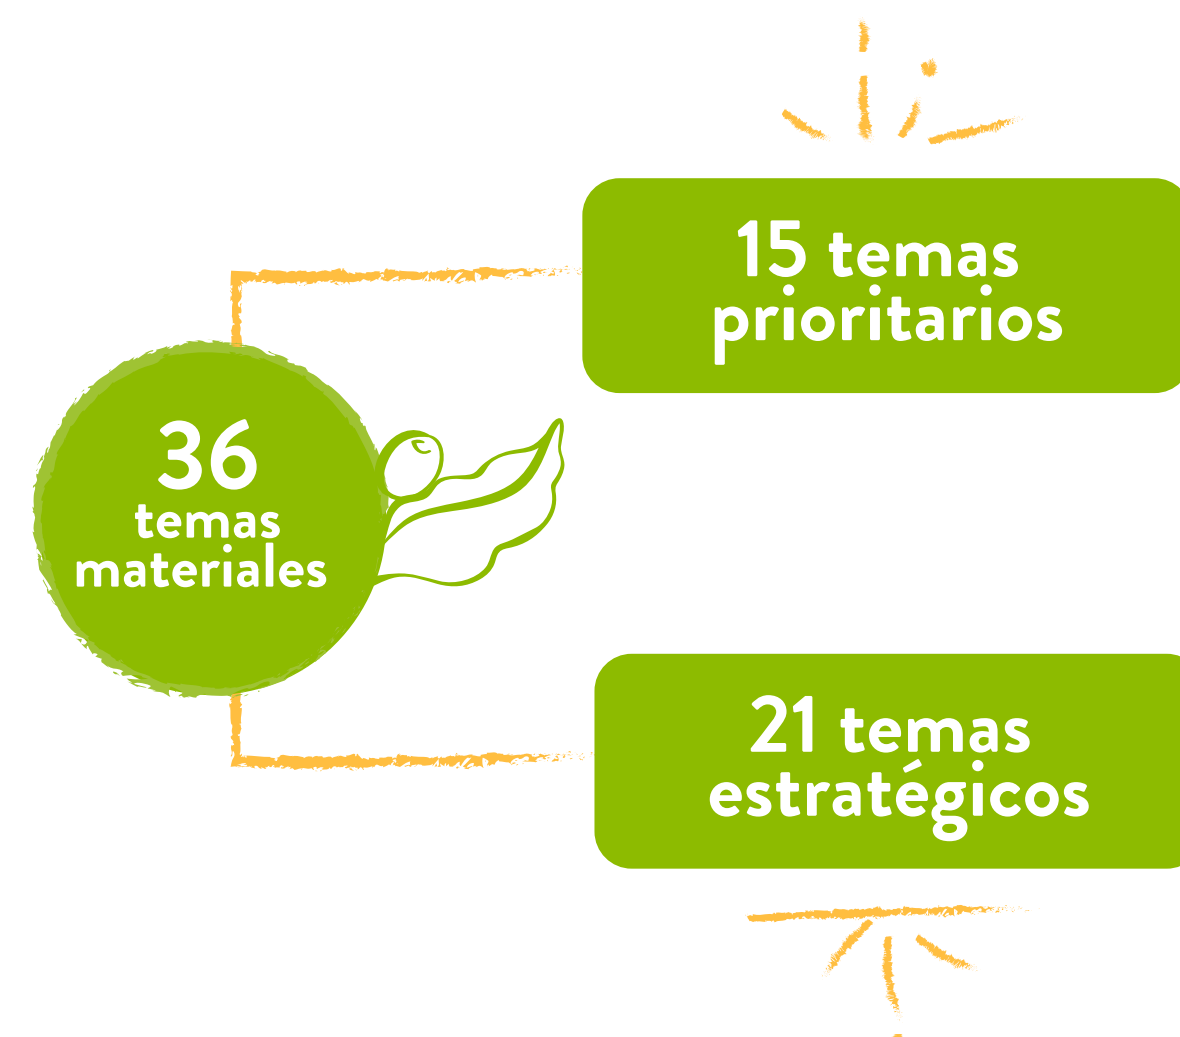 15 temas
prioritarios
36
temas
materiales
21 temas
estratégicos